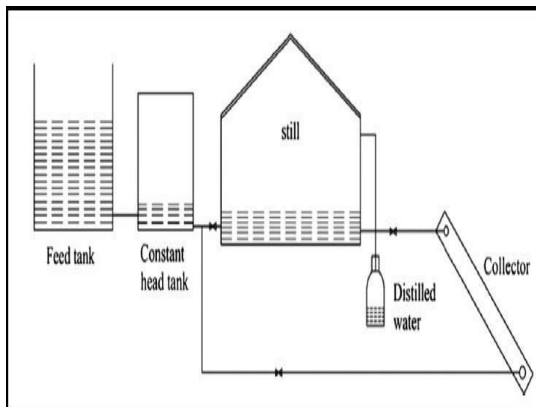 still
Feed tank
Constant
head tank
Distilled
water
Collector